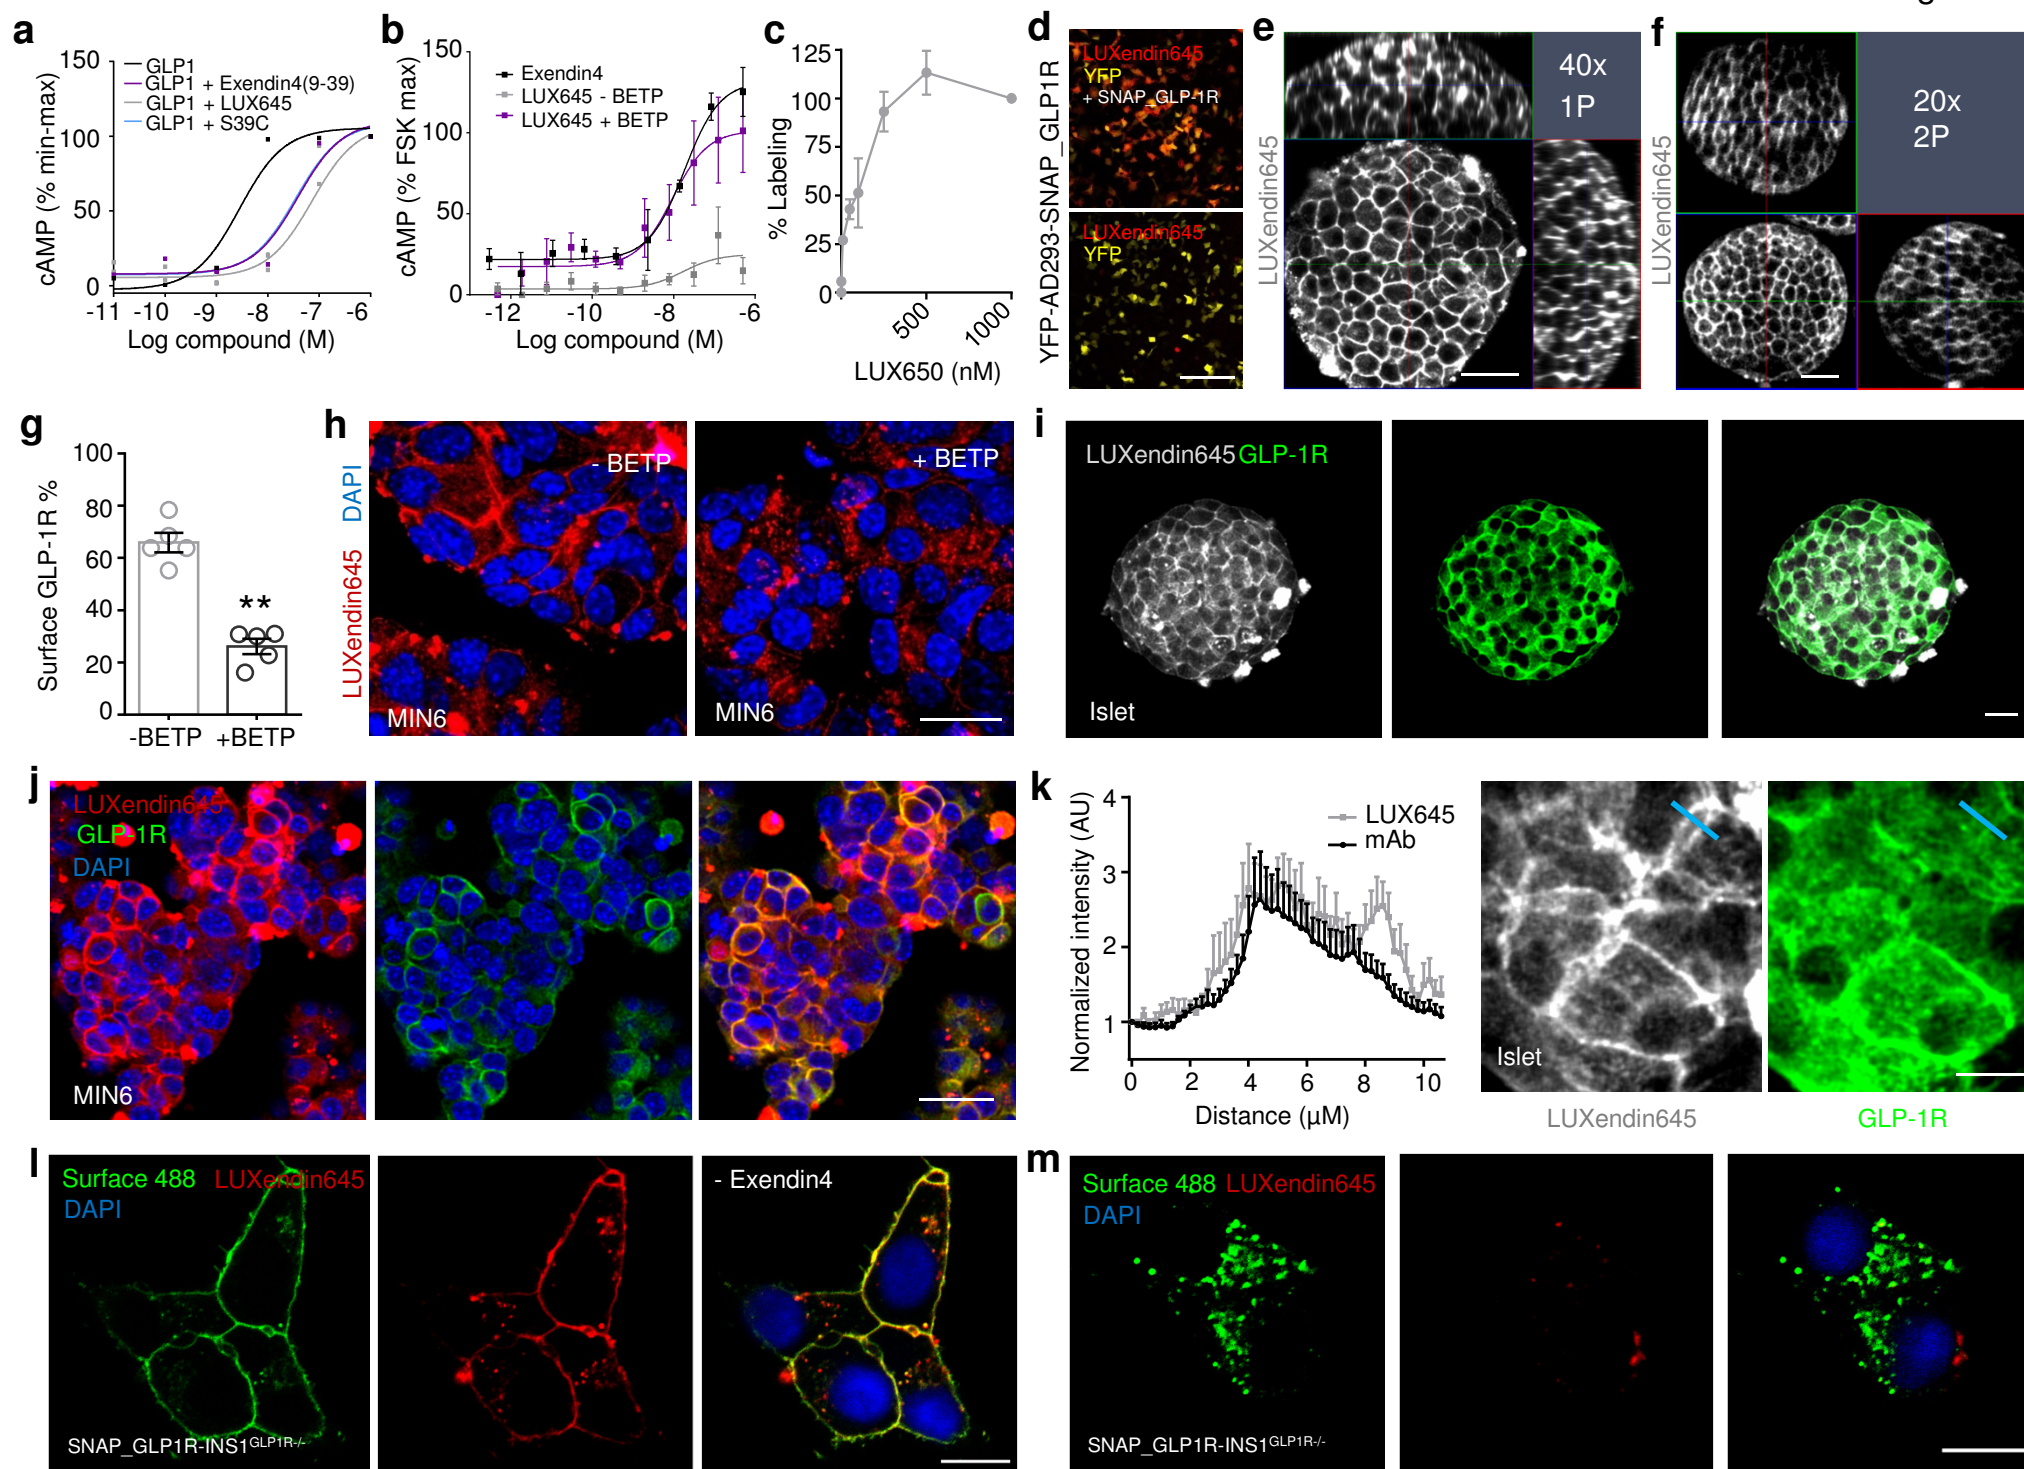 g
a
150
100
50
0
cAMP (% min-max)
GLP1
GLP1 + Exendin4(9-39)
GLP1 + LUX645
GLP1 + S39C
-11 -10 -9 -8 -7 -6
Log compound (M)
b
150
100
50
0
cAMP (% FSK max)
Exendin4
LUX645 - BETP
LUX645 + BETP
-12 -10 -8 -6
Log compound (M)
c
125
100
75
50
25
0
% Labeling
500
1000
LUX650 (nM)
d
YFP-AD293-SNAP_GLP1R
LUXendin645
YFP
+ SNAP_GLP-1R
LUXendin645
YFP
e
LUXendin645
40x
1P
f
LUXendin645
20x
2P
g
100
80
60
40
20
0
Surface GLP-1R %
**
-BETP +BETP
h
LUXendin645 DAPI
- BETP
MIN6
+ BETP
MIN6
i
LUXendin645 GLP-1R
Islet
j
LUXendin645
GLP-1R
DAPI
MIN6
k
4
3
2
1
Normalized intensity (AU)
LUX645
mAb
0 2 4 6 8 10
Distance (µM)
Islet
LUXendin645
GLP-1R
l
Surface 488 LUXendin645
DAPI
- Exendin4
SNAP_GLP1R-INS1GLP1R-/-
m
Surface 488 LUXendin645
DAPI
SNAP_GLP1R-INS1GLP1R-/-